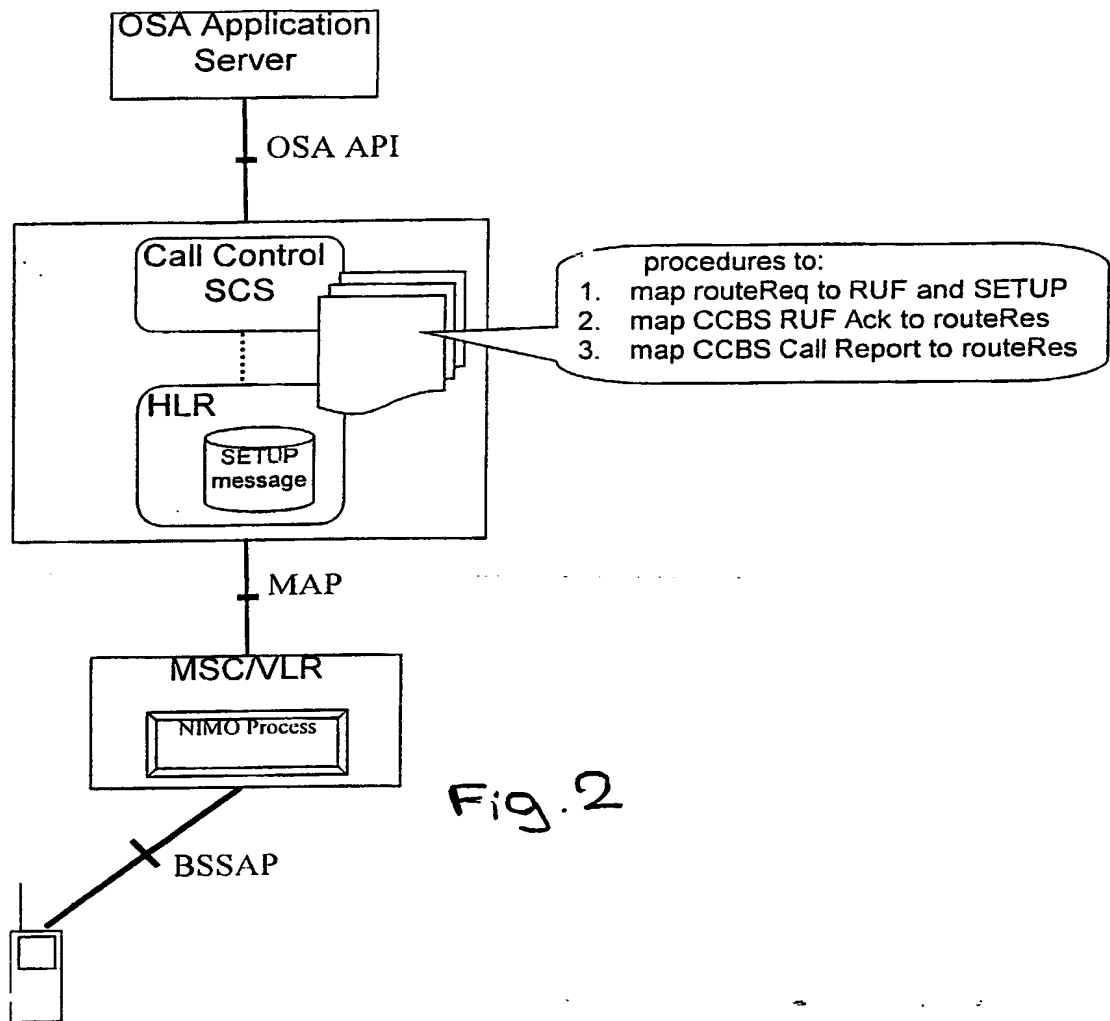 OSA Application
Server
OSA API
Call Control
SCS
procedures to:
1. map routeReq to RUF and SETUP
2. map CCBS RUF Ack to routeRes
3. map CCBS Call Report to routeRes
HLR
SETUP
message
MAP
MSC/VLR
NIMO Process
Fig.2
BSSAP